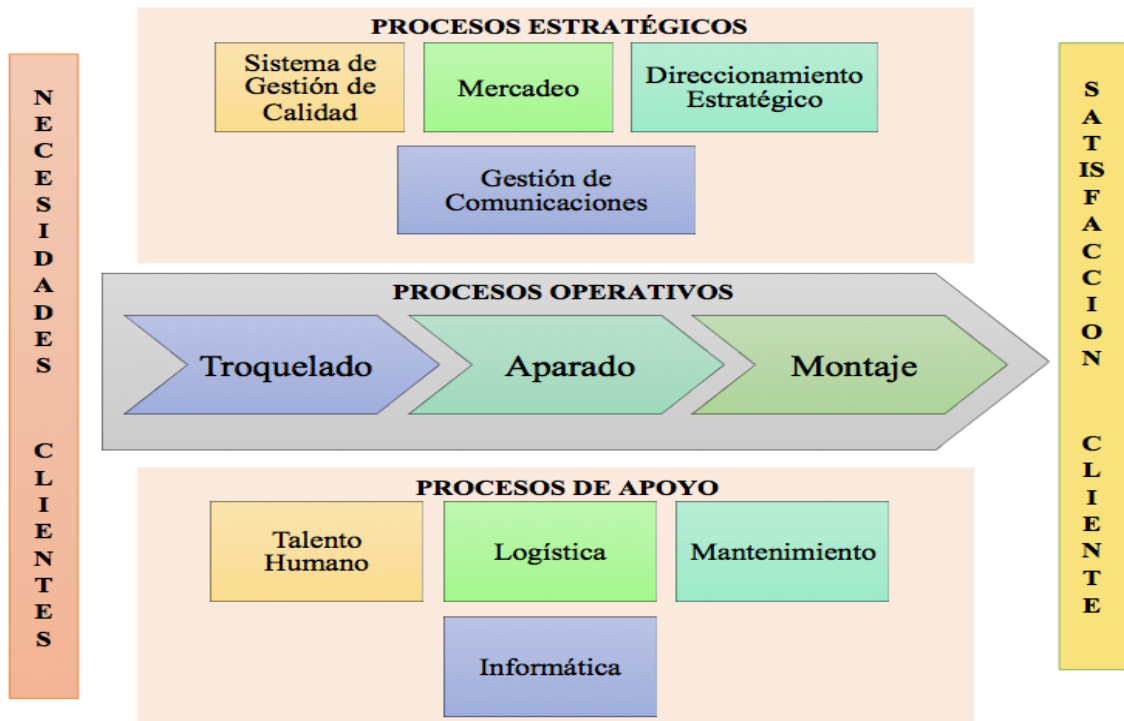 NECESIDADES CLIENTES
PROCESOS ESTRATÉGICOS
Sistema de
Gestión de
Calidad
Mercadeo
Direccionamiento
Estratégico
Gestión de
Comunicaciones
PROCESOS OPERATIVOS
Troquelado
Aparado
Montaje
PROCESOS DE APOYO
Talento
Humano
Logística
Mantenimiento
Informática
SATISFACCION CLIENTE